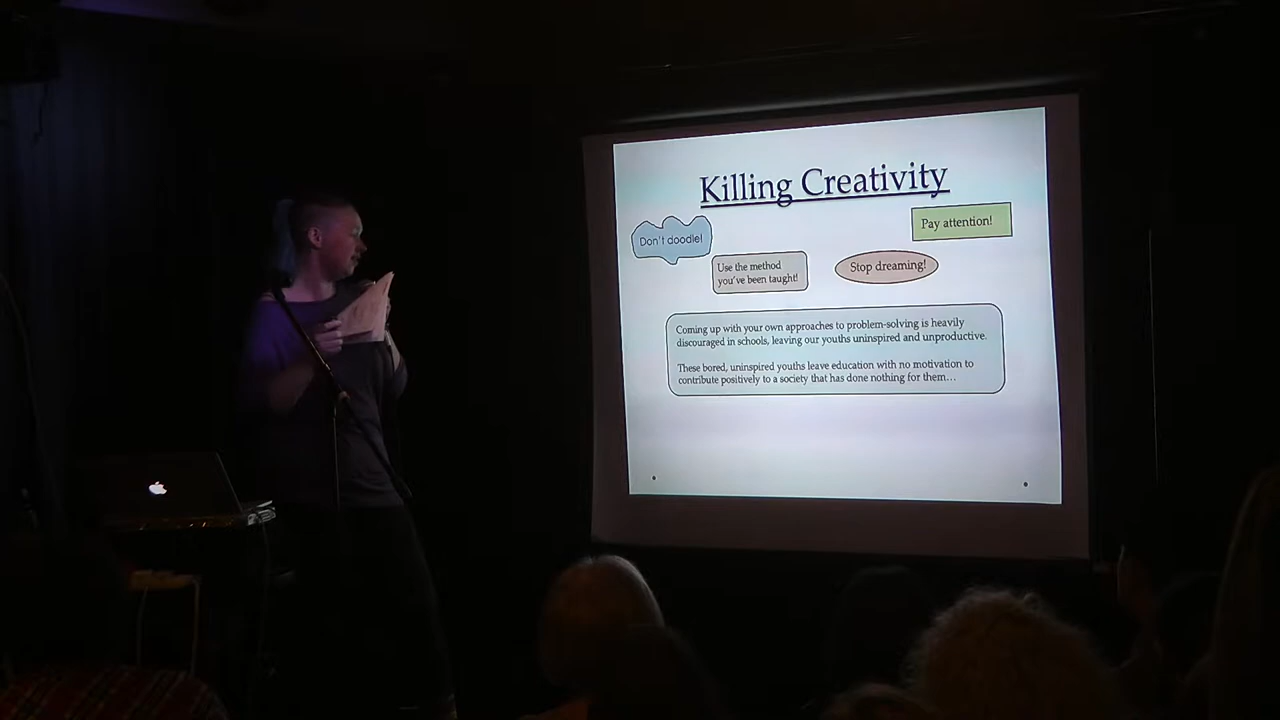 Killing Creativity
Don't doodle!
Pay attention!
Use the method
you've been taught!
Stop dreaming!
Coming up with your own approaches to problem-solving is heavily
discouraged in schools, leaving our youths uninspired and unproductive.
These bored, uninspired youths leave education with no motivation to
contribute positively to a society that has done nothing for them...